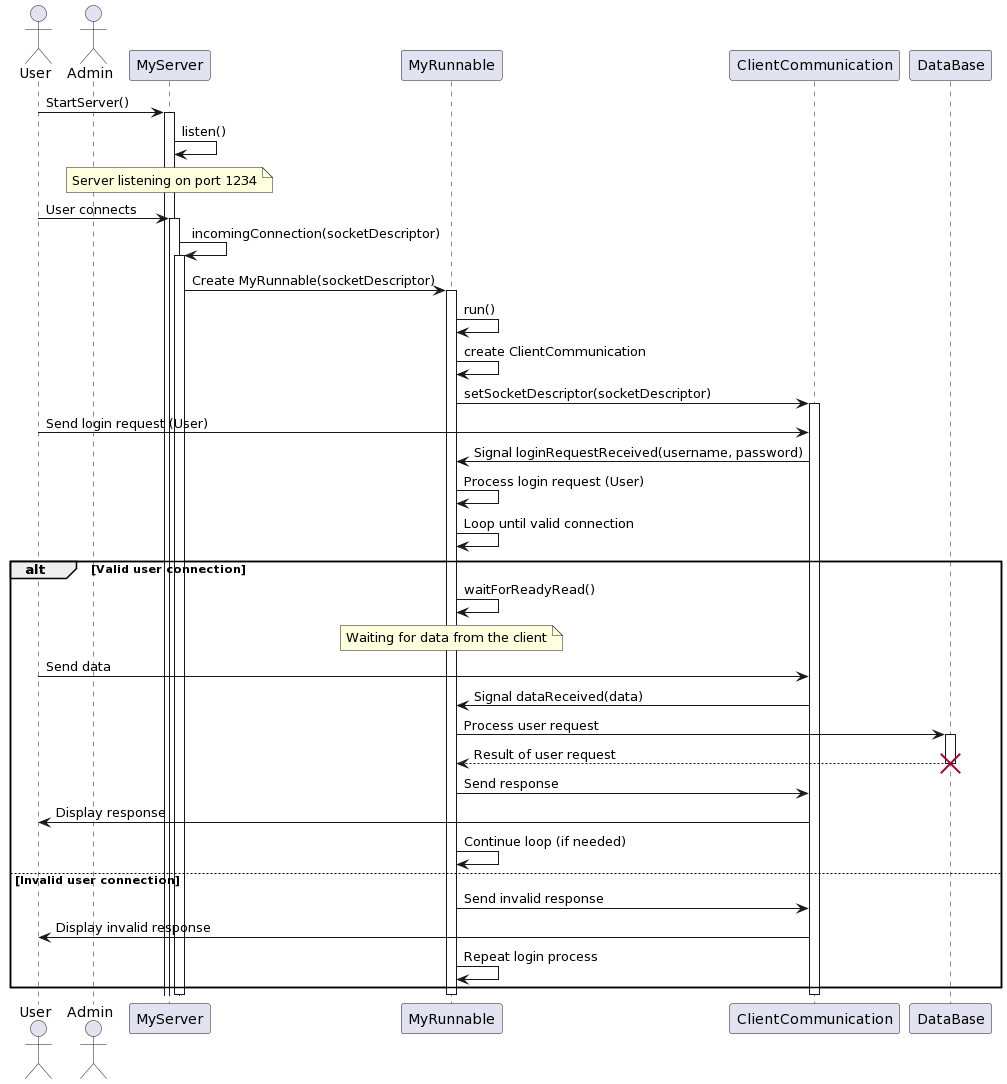 User
Admin
MyServer
MyRunnable
ClientCommunication
DataBase
StartServer()
listen()
Server listening on port 1234
User connects
incomingConnection(socketDescriptor)
Create MyRunnable(socketDescriptor)
run()
create ClientCommunication
setSocketDescriptor(socketDescriptor)
Send login request (User)
Signal loginRequestReceived(username, password)
Process login request (User)
Loop until valid connection
alt
[Valid user connection]
waitForReadyRead()
Waiting for data from the client
Send data
Signal dataReceived(data)
Process user request
Result of user request
Send response
Display response
Continue loop (if needed)
[Invalid user connection]
Send invalid response
Display invalid response
Repeat login process
User
Admin
MyServer
MyRunnable
ClientCommunication
DataBase